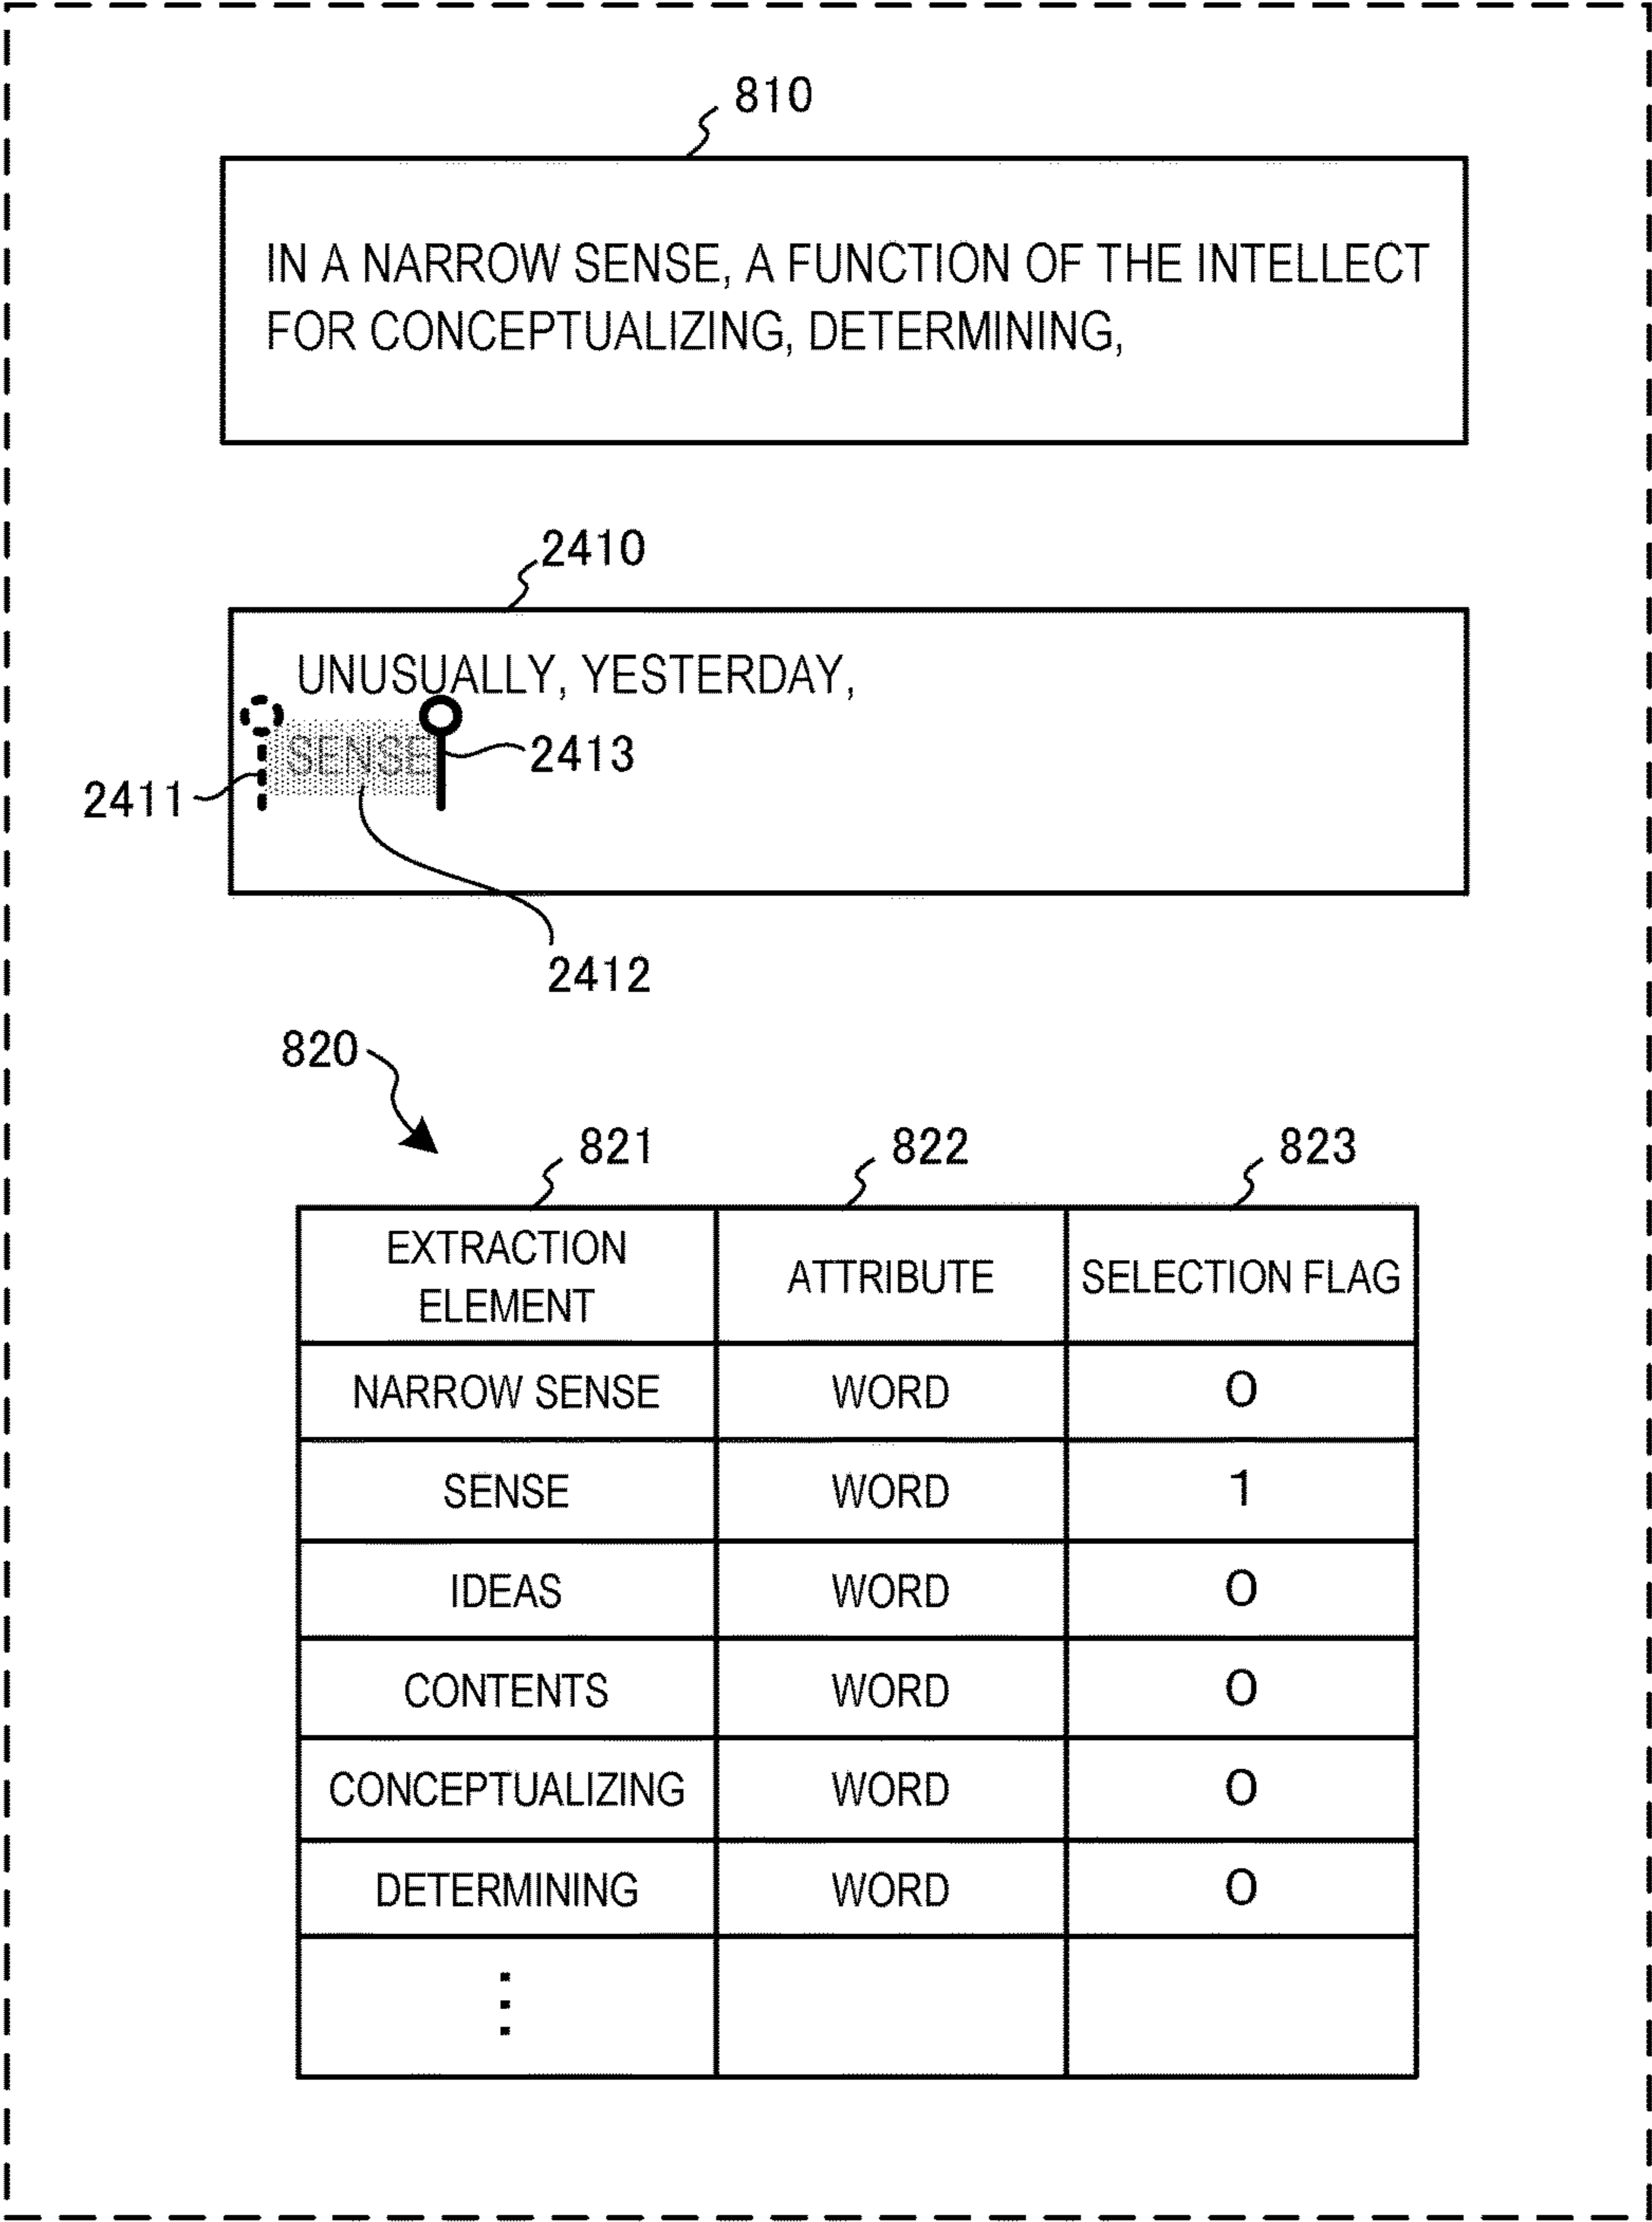 810
IN A NARROW SENSE, A FUNCTION OF THE INTELLECT
FOR CONCEPTUALIZING, DETERMINING,
2410
UNUSUALLY, YESTERDAY,
SENSE
2413
2411
2412
820
821 822 823
EXTRACTION
ELEMENT ATTRIBUTE SELECTION FLAG
NARROW SENSE WORD 0
SENSE WORD 1
IDEAS WORD 0
CONTENTS WORD 0
CONCEPTUALIZING WORD 0
DETERMINING WORD 0
⋮